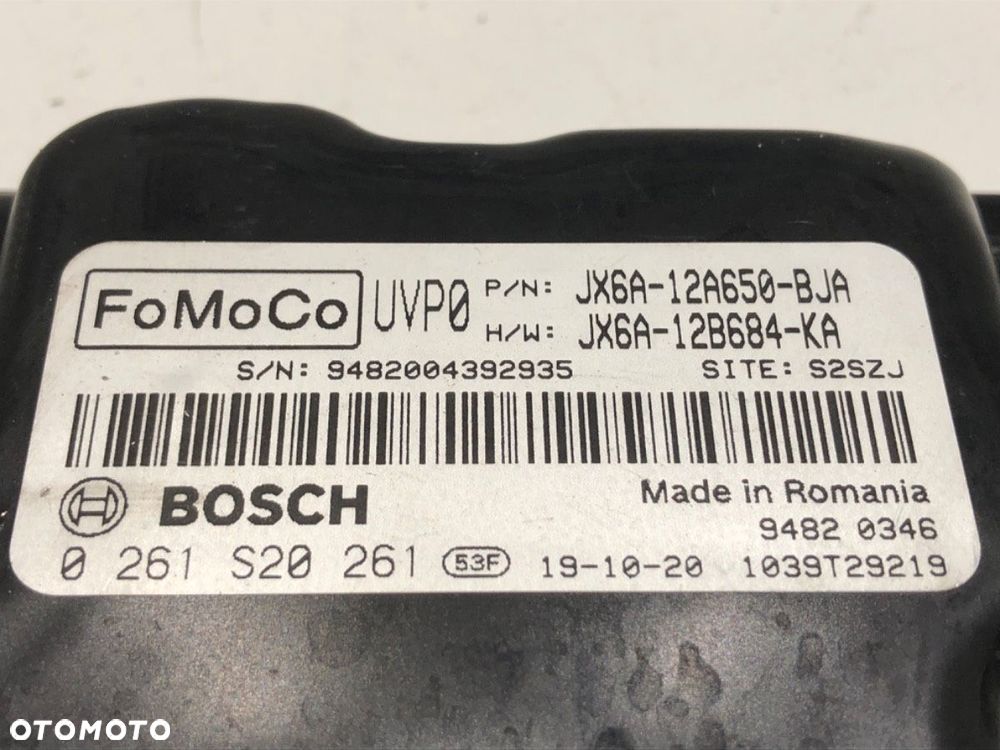 FoMoCo UVP0 P/N: JX6A-12A650-BJA
H/W: JX6A-12B684-KA
S/N: 9482004392935 SITE: S2SZJ
BOSCH Made in Romania
9482 0346
0 261 S20 261 53F 19-10-20 1039T29219
OTOMOTO